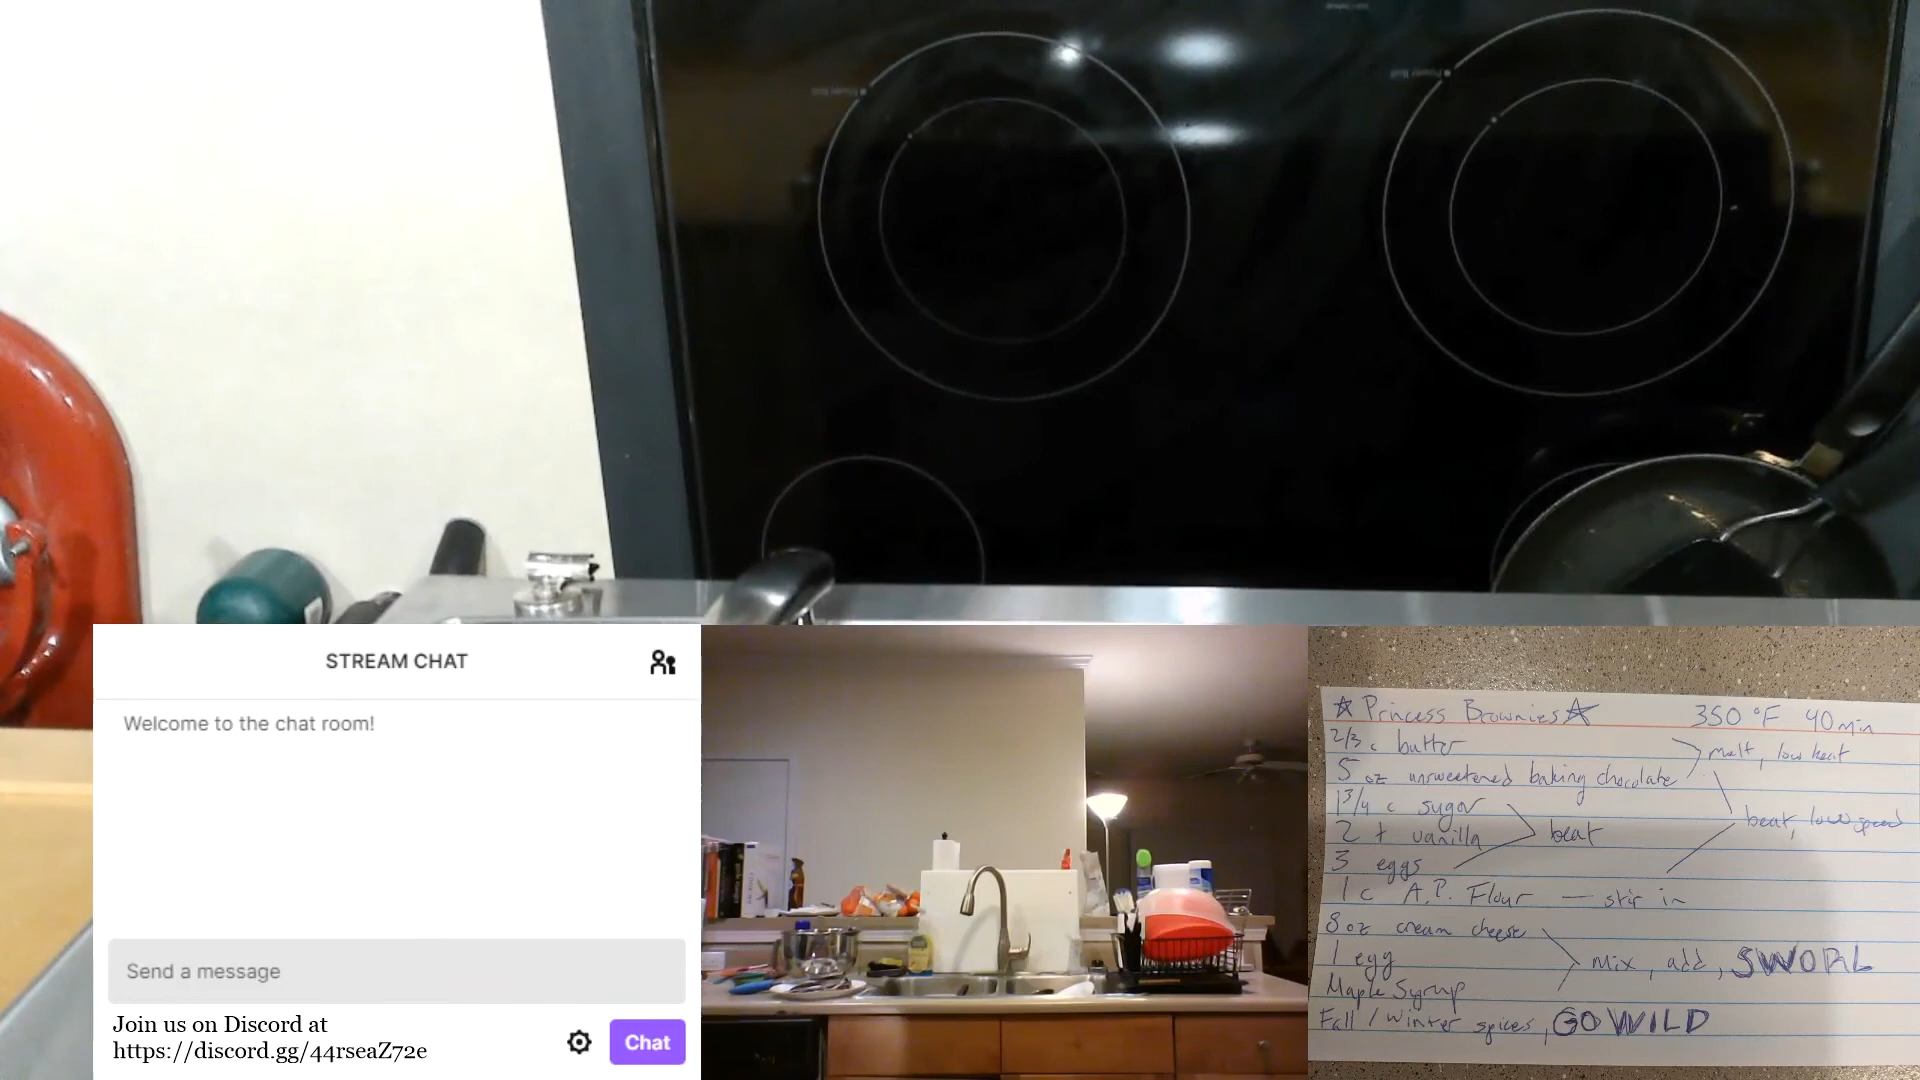 STREAM CHAT
Welcome to the chat room!
Send a message
Join us on Discord at
https://discord.gg/44rseaZ72e
Chat
☆ Princess Brownies ☆ 350 °F 40 min
2/3 c butter
melt, low heat
5 oz unsweetened baking chocolate
1 3/4 c sugar
beat, low speed
2 t vanilla
beat
3 eggs
1 c A.P. Flour — stir in
8 oz cream cheese
1 egg
mix, add, SWORL
Maple Syrup
Fall / winter spices, GO WILD